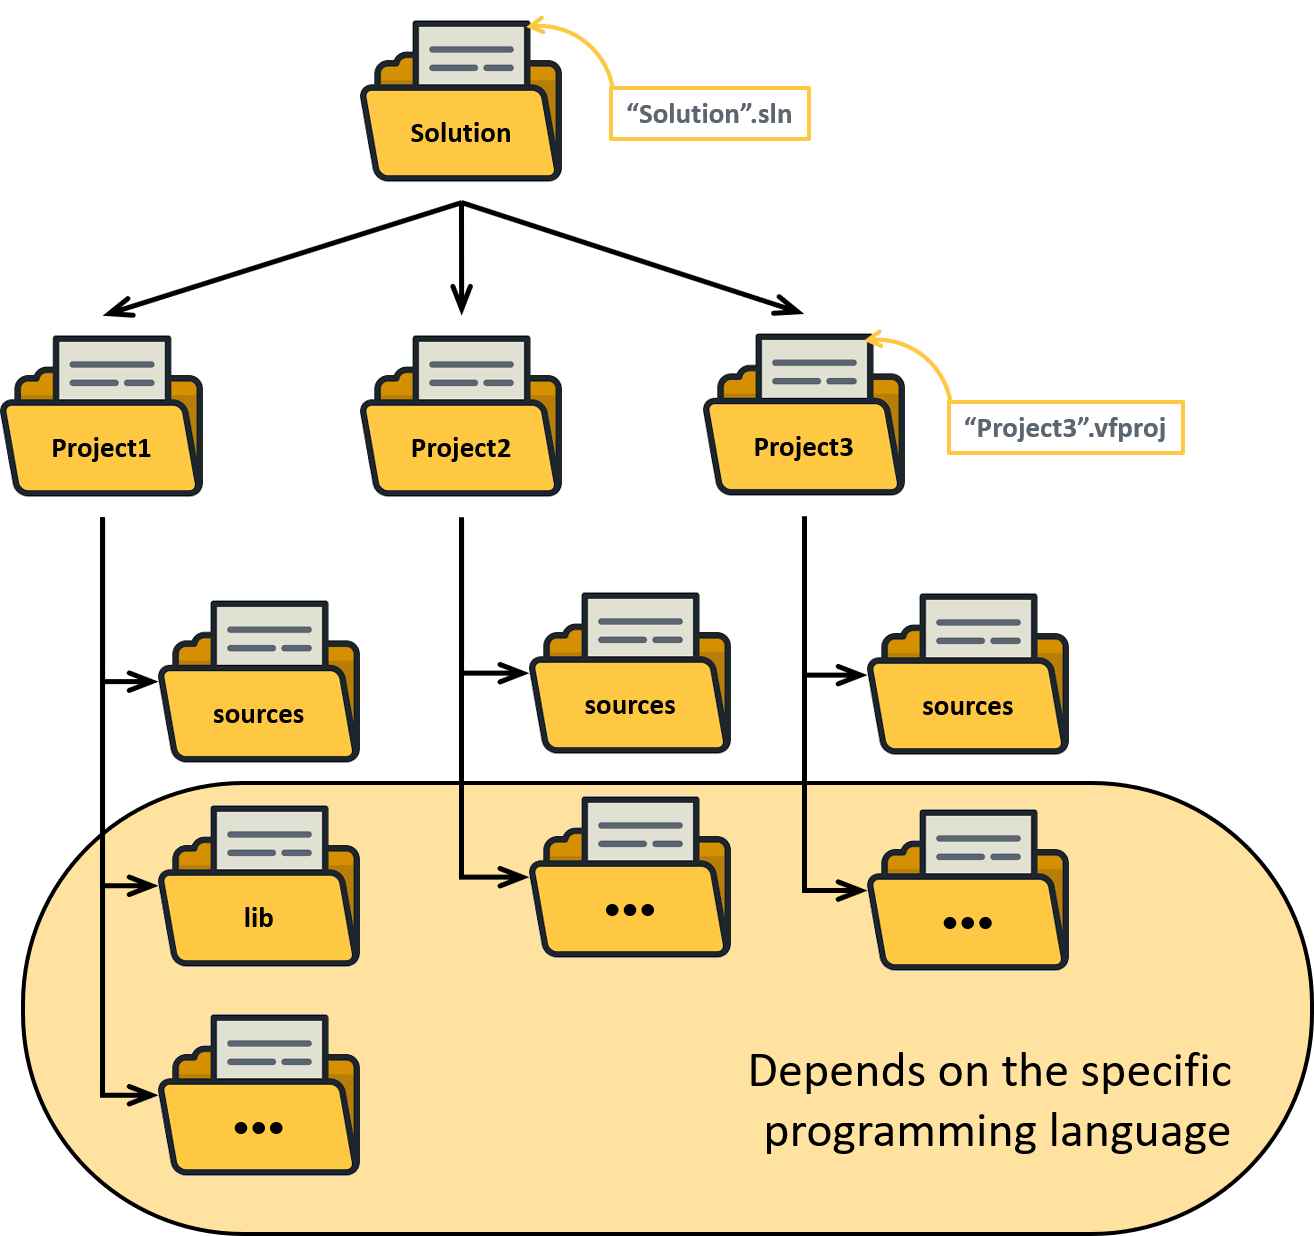 “Solution”.sln
Solution
Project1
Project2
Project3
“Project3”.vfproj
sources
sources
sources
lib
•••
•••
•••
Depends on the specific
programming language